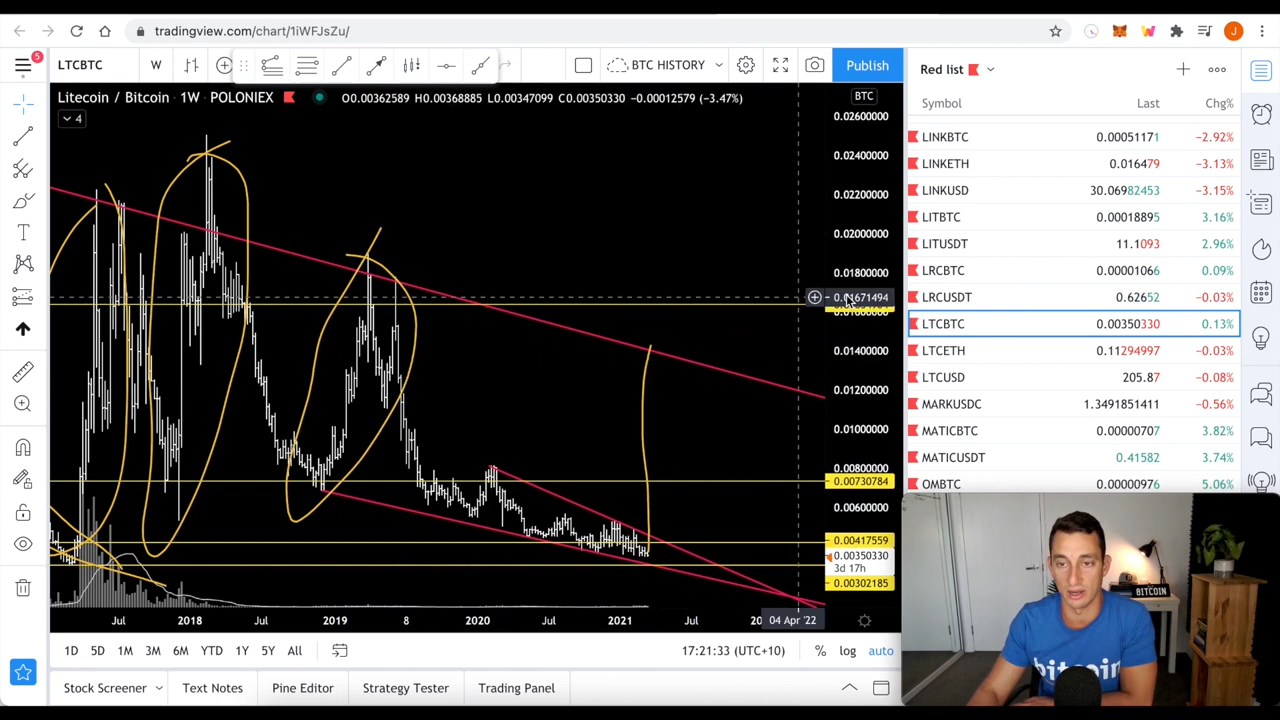 tradingview.com/chart/1iWFJsZu/
J
5
LTCBTC
W
BTC HISTORY
Publish
Red list
Litecoin / Bitcoin · 1W · POLONIEX
O0.00362589 H0.00368885 L0.00347099 C0.00350330 −0.00012579 (−3.47%)
BTC
4
Symbol Last Chg%
0.02600000
0.02400000
0.02200000
0.02000000
0.01800000
0.01671494
0.01400000
0.01200000
0.01000000
0.00800000
0.00730784
0.00600000
0.00417559
0.00350330
3d 17h
0.00302185
LINKBTC 0.00051171 −2.92%
LINKETH 0.016479 −3.13%
LINKUSD 30.06982453 −3.15%
LITBTC 0.00018895 3.16%
LITUSDT 11.1093 2.96%
LRCBTC 0.00001066 0.09%
LRCUSDT 0.62652 −0.03%
LTCBTC 0.00350330 0.13%
LTCETH 0.11294997 −0.03%
LTCUSD 205.87 −0.08%
MARKUSDC 1.3491851411 −0.56%
MATICBTC 0.00000707 3.82%
MATICUSDT 0.41582 3.74%
OMBTC 0.0000976 5.06%
Jul 2018 Jul 2019 8 2020 Jul 2021 Jul 04 Apr '22
1D 5D 1M 3M 6M YTD 1Y 5Y All
17:21:33 (UTC+10) % log auto
Stock Screener Text Notes Pine Editor Strategy Tester Trading Panel
BITCOIN
bitcoin